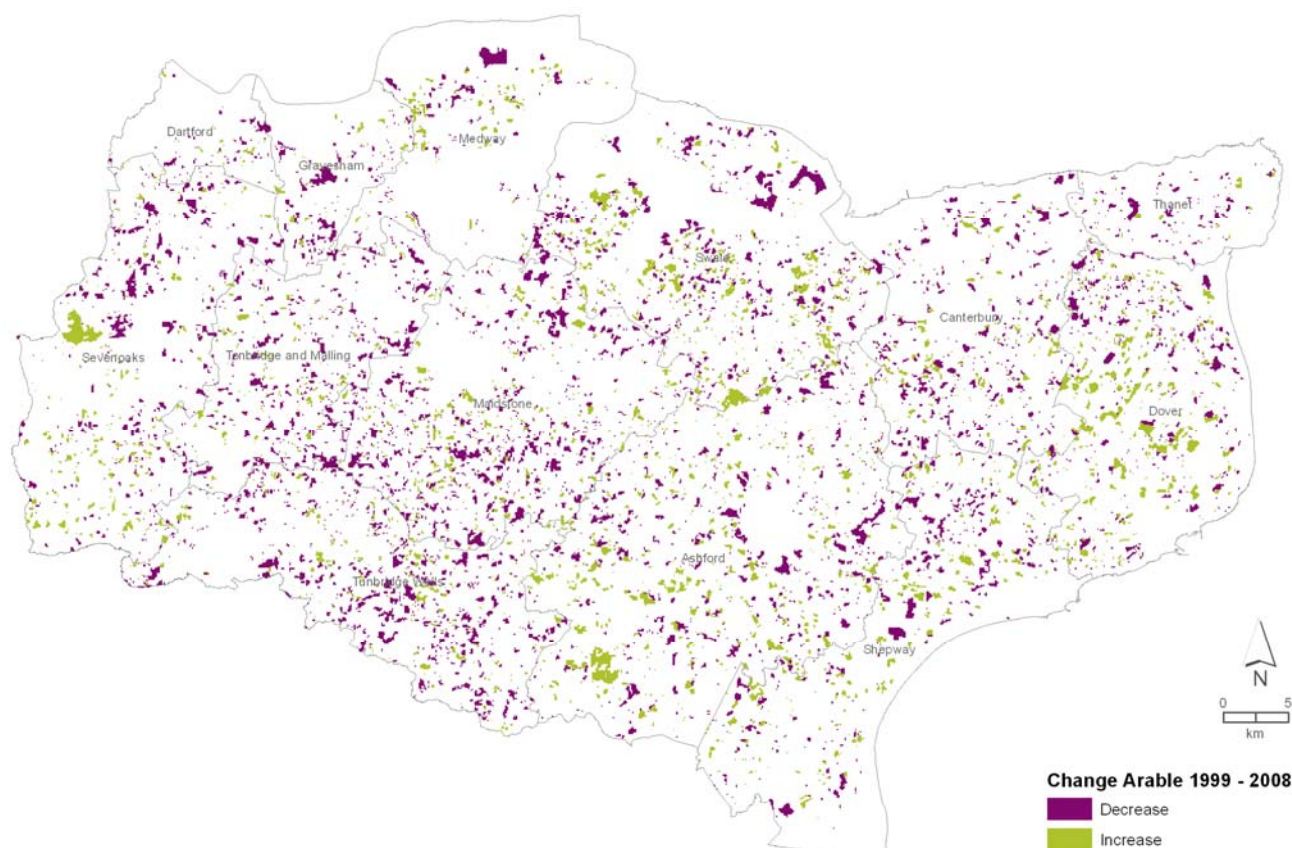 Dartford
Gravesham
Medway
Thanet
Swale
Canterbury
Sevenoaks
Tonbridge and Malling
Maidstone
Dover
Ashford
Tunbridge Wells
Shepway
N
0 5
km
Change Arable 1999 - 2008
Decrease
Increase